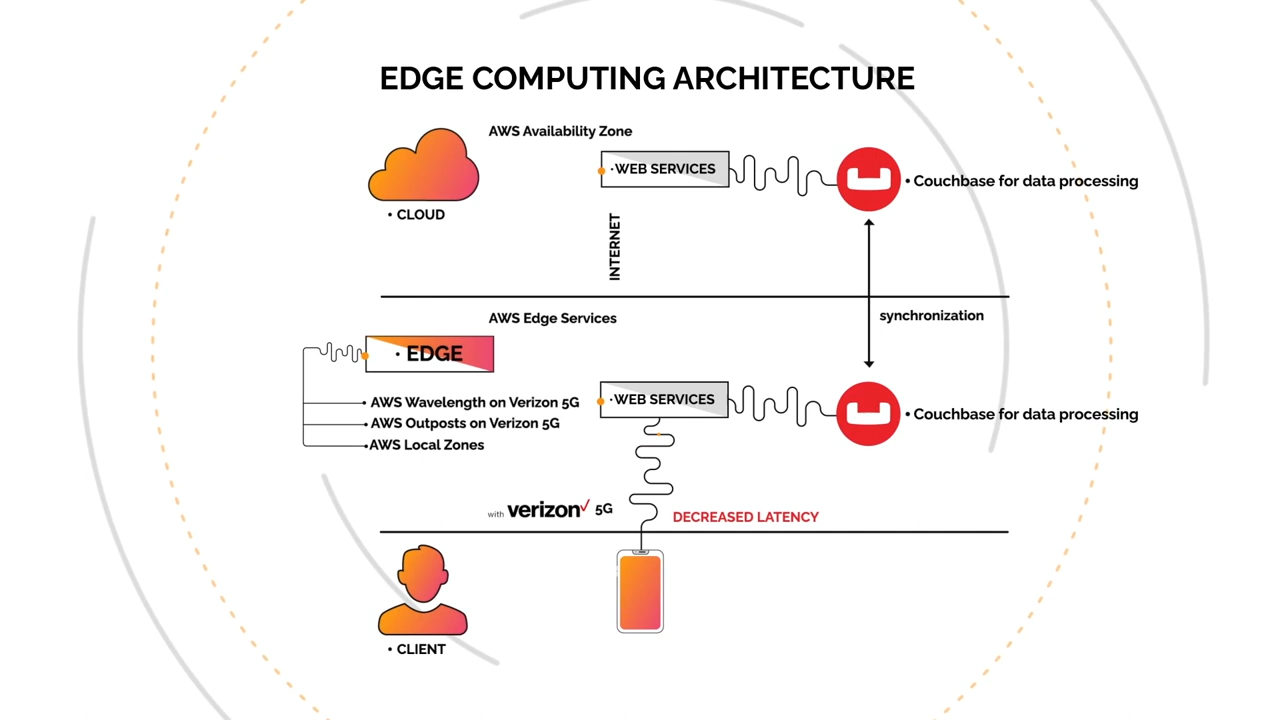 EDGE COMPUTING ARCHITECTURE
AWS Availability Zone
• WEB SERVICES
• Couchbase for data processing
• CLOUD
INTERNET
AWS Edge Services
synchronization
• EDGE
• AWS Wavelength on Verizon 5G
• AWS Outposts on Verizon 5G
• AWS Local Zones
• WEB SERVICES
• Couchbase for data processing
with verizon✓ 5G
DECREASED LATENCY
• CLIENT